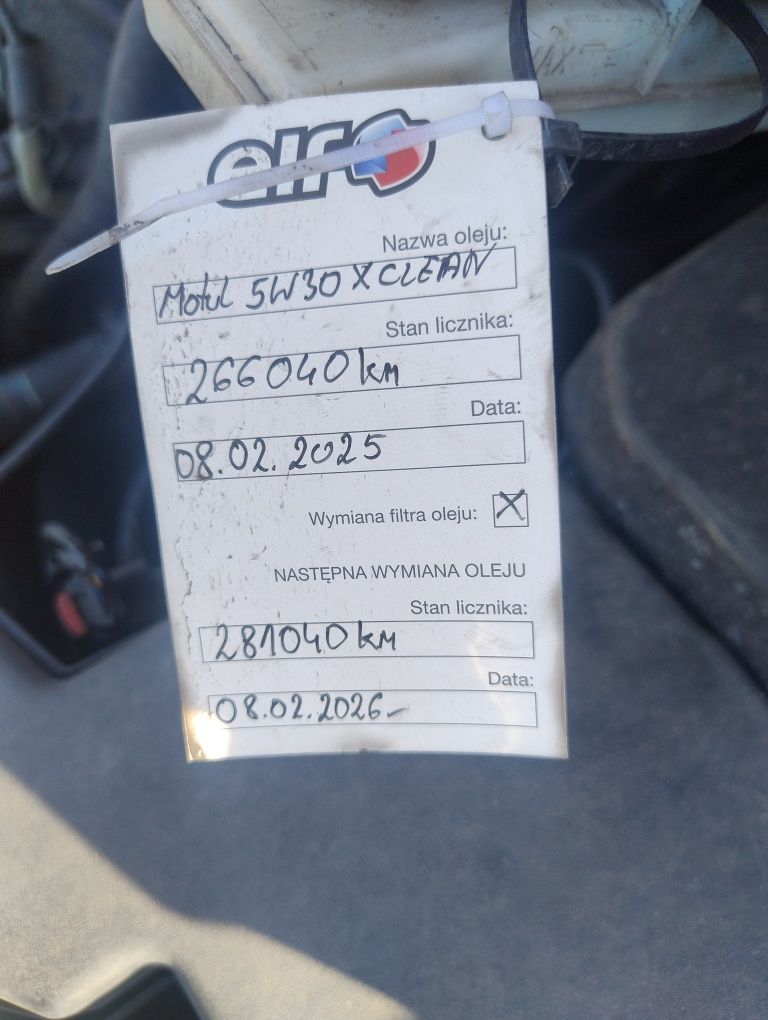 MAX
elf
Nazwa oleju:
Motul 5W30 XCLEAN
Stan licznika:
266040 km
Data:
08.02.2025
Wymiana filtra oleju: X
NASTĘPNA WYMIANA OLEJU
Stan licznika:
281040 km
Data:
08.02.2026-